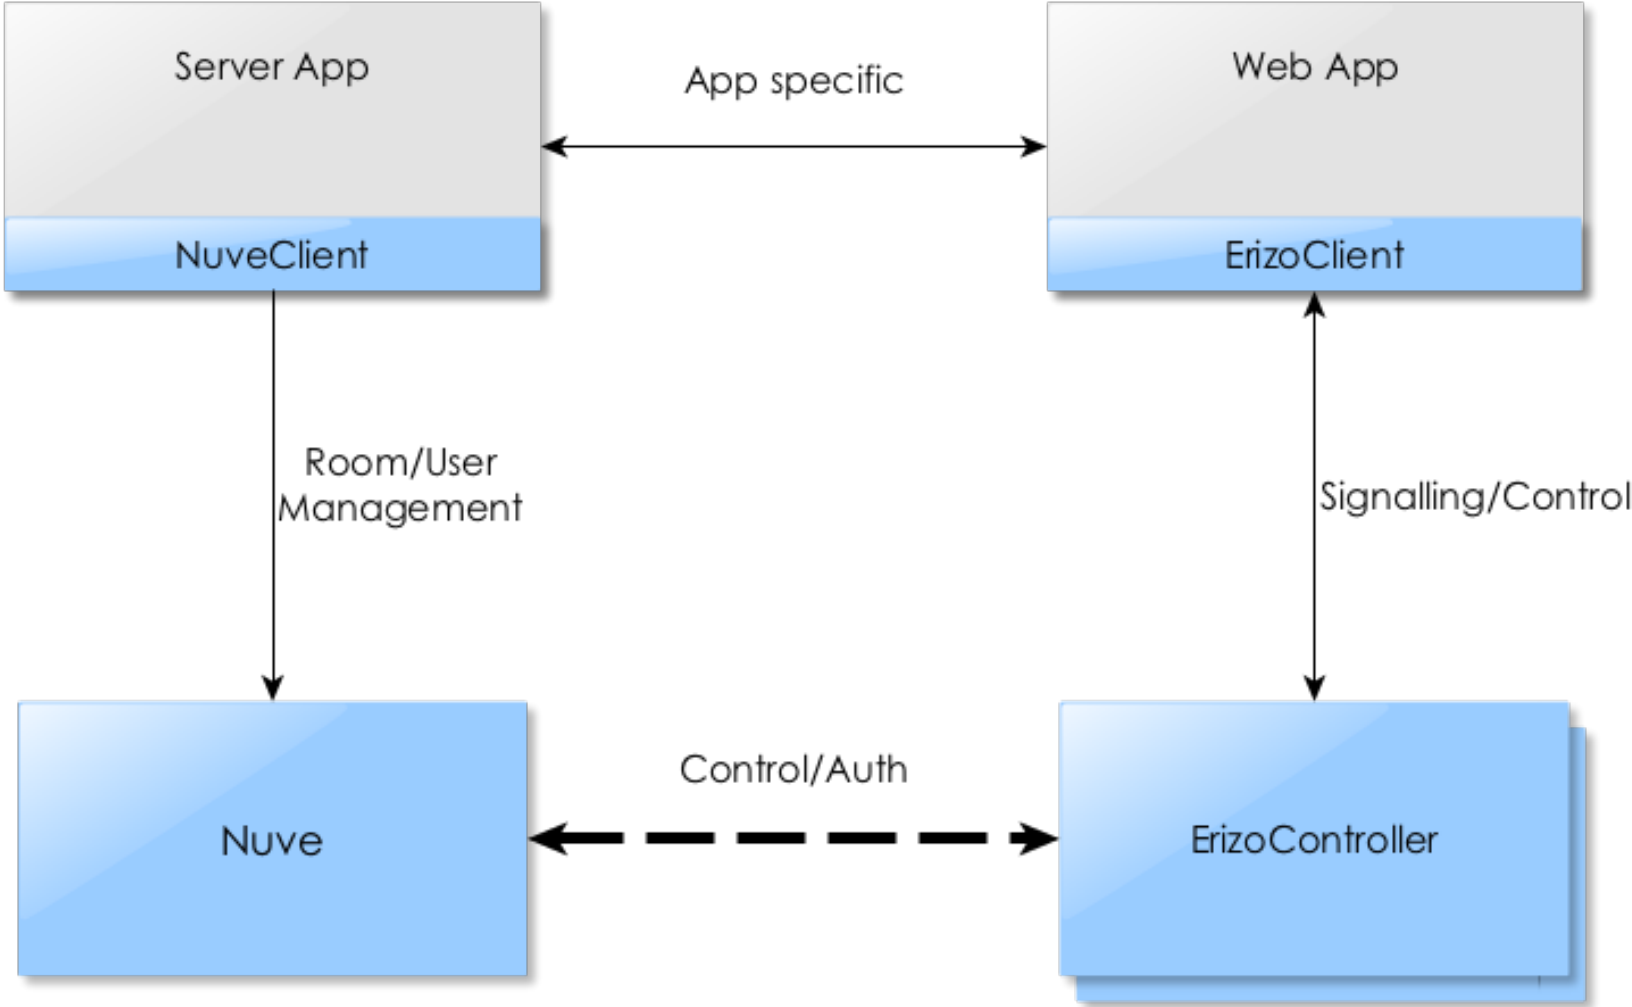 Server App
App specific
Web App
NuveClient
ErizoClient
Room/User
Management
Signalling/Control
Control/Auth
Nuve
ErizoController